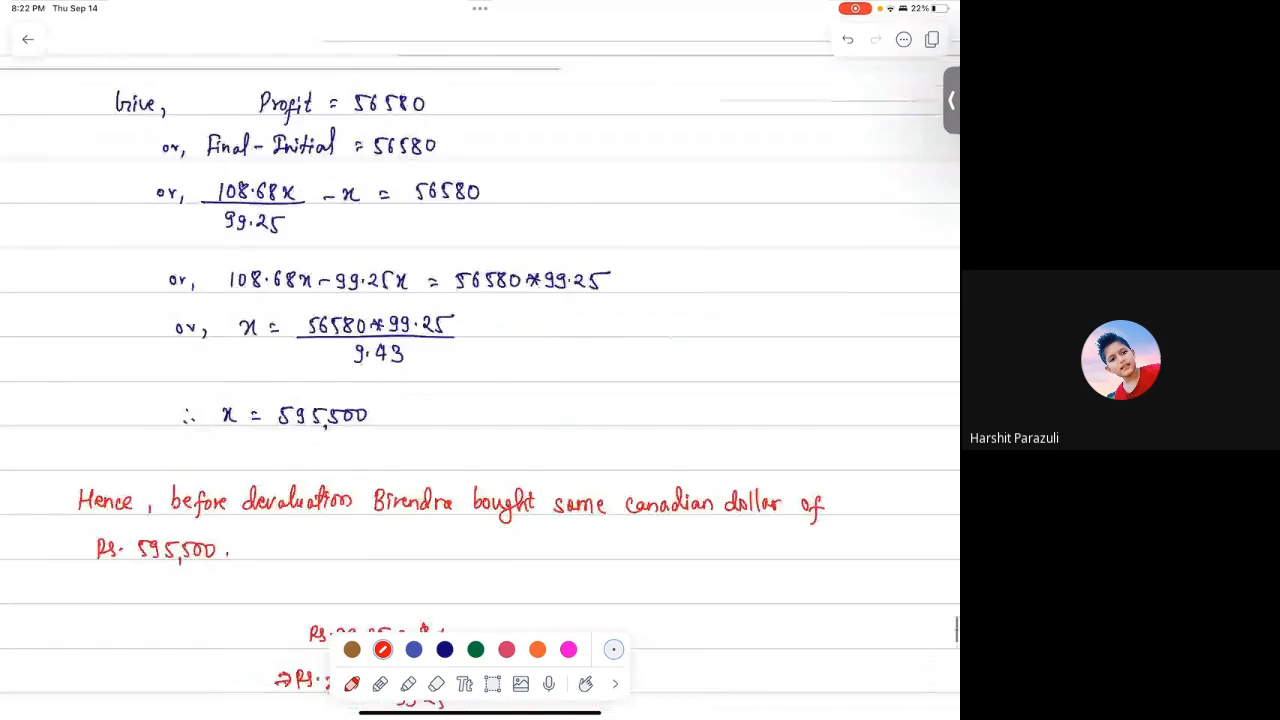 8:22 PM Thu Sep 14
22%
Give, Profit = 56580
or, Final - Initial = 56580
or, 108.68x / 99.25 - x = 56580
or, 108.68x - 99.25x = 56580*99.25
or, x = 56580*99.25 / 9.43
∴ x = 595,500
Hence, before devaluation Birendra bought some canadian dollar of
Rs. 595,500.
⇒Rs.
Tt
Harshit Parazuli